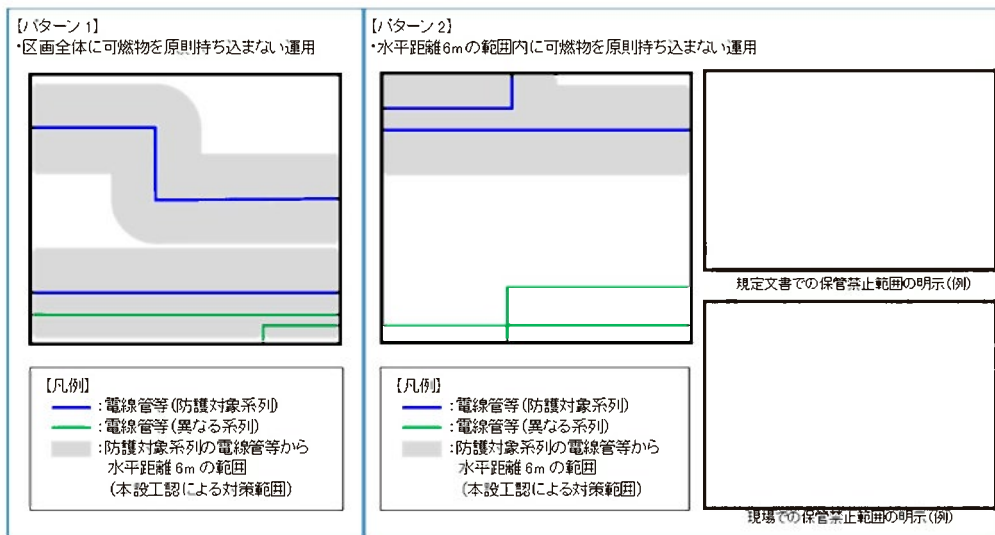 【パターン1】
・区画全体に可燃物を原則持ち込まない運用
【凡例】
：電線管等(防護対象系列)
：電線管等(異なる系列)
：防護対象系列の電線管等から
水平距離6mの範囲
(本設工認による対策範囲)
【パターン2】
・水平距離6mの範囲内に可燃物を原則持ち込まない運用
【凡例】
：電線管等(防護対象系列)
：電線管等(異なる系列)
：防護対象系列の電線管等から
水平距離6mの範囲
(本設工認による対策範囲)
規定文書での保管禁止範囲の明示(例)
現場での保管禁止範囲の明示(例)